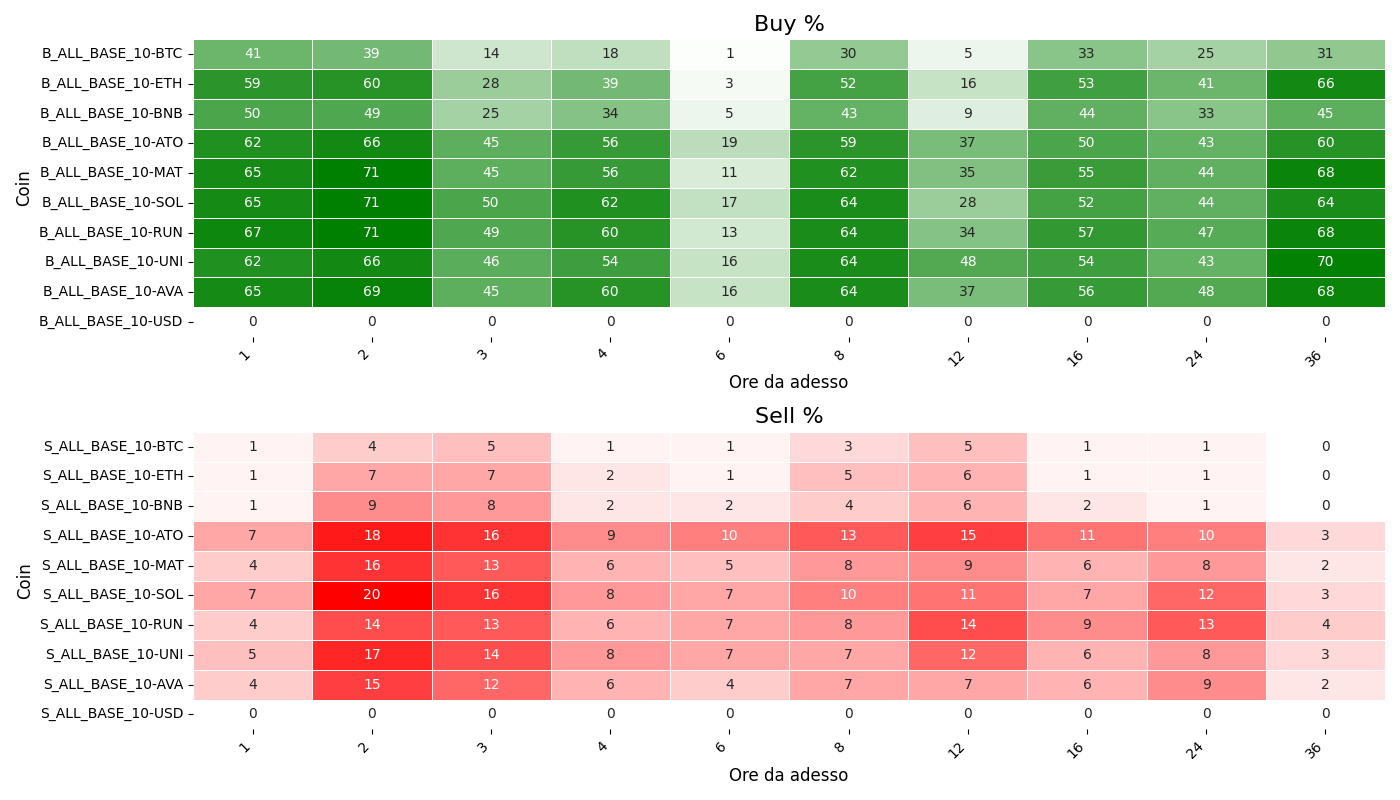 Buy %
Coin
B_ALL_BASE_10-BTC 41 39 14 18 1 30 5 33 25 31
B_ALL_BASE_10-ETH 59 60 28 39 3 52 16 53 41 66
B_ALL_BASE_10-BNB 50 49 25 34 5 43 9 44 33 45
B_ALL_BASE_10-ATO 62 66 45 56 19 59 37 50 43 60
B_ALL_BASE_10-MAT 65 71 45 56 11 62 35 55 44 68
B_ALL_BASE_10-SOL 65 71 50 62 17 64 28 52 44 64
B_ALL_BASE_10-RUN 67 71 49 60 13 64 34 57 47 68
B_ALL_BASE_10-UNI 62 66 46 54 16 64 48 54 43 70
B_ALL_BASE_10-AVA 65 69 45 60 16 64 37 56 48 68
B_ALL_BASE_10-USD 0 0 0 0 0 0 0 0 0 0
1 2 3 4 6 8 12 16 24 36
Ore da adesso
Sell %
Coin
S_ALL_BASE_10-BTC 1 4 5 1 1 3 5 1 1 0
S_ALL_BASE_10-ETH 1 7 7 2 1 5 6 1 1 0
S_ALL_BASE_10-BNB 1 9 8 2 2 4 6 2 1 0
S_ALL_BASE_10-ATO 7 18 16 9 10 13 15 11 10 3
S_ALL_BASE_10-MAT 4 16 13 6 5 8 9 6 8 2
S_ALL_BASE_10-SOL 7 20 16 8 7 10 11 7 12 3
S_ALL_BASE_10-RUN 4 14 13 6 7 8 14 9 13 4
S_ALL_BASE_10-UNI 5 17 14 8 7 7 12 6 8 3
S_ALL_BASE_10-AVA 4 15 12 6 4 7 7 6 9 2
S_ALL_BASE_10-USD 0 0 0 0 0 0 0 0 0 0
1 2 3 4 6 8 12 16 24 36
Ore da adesso